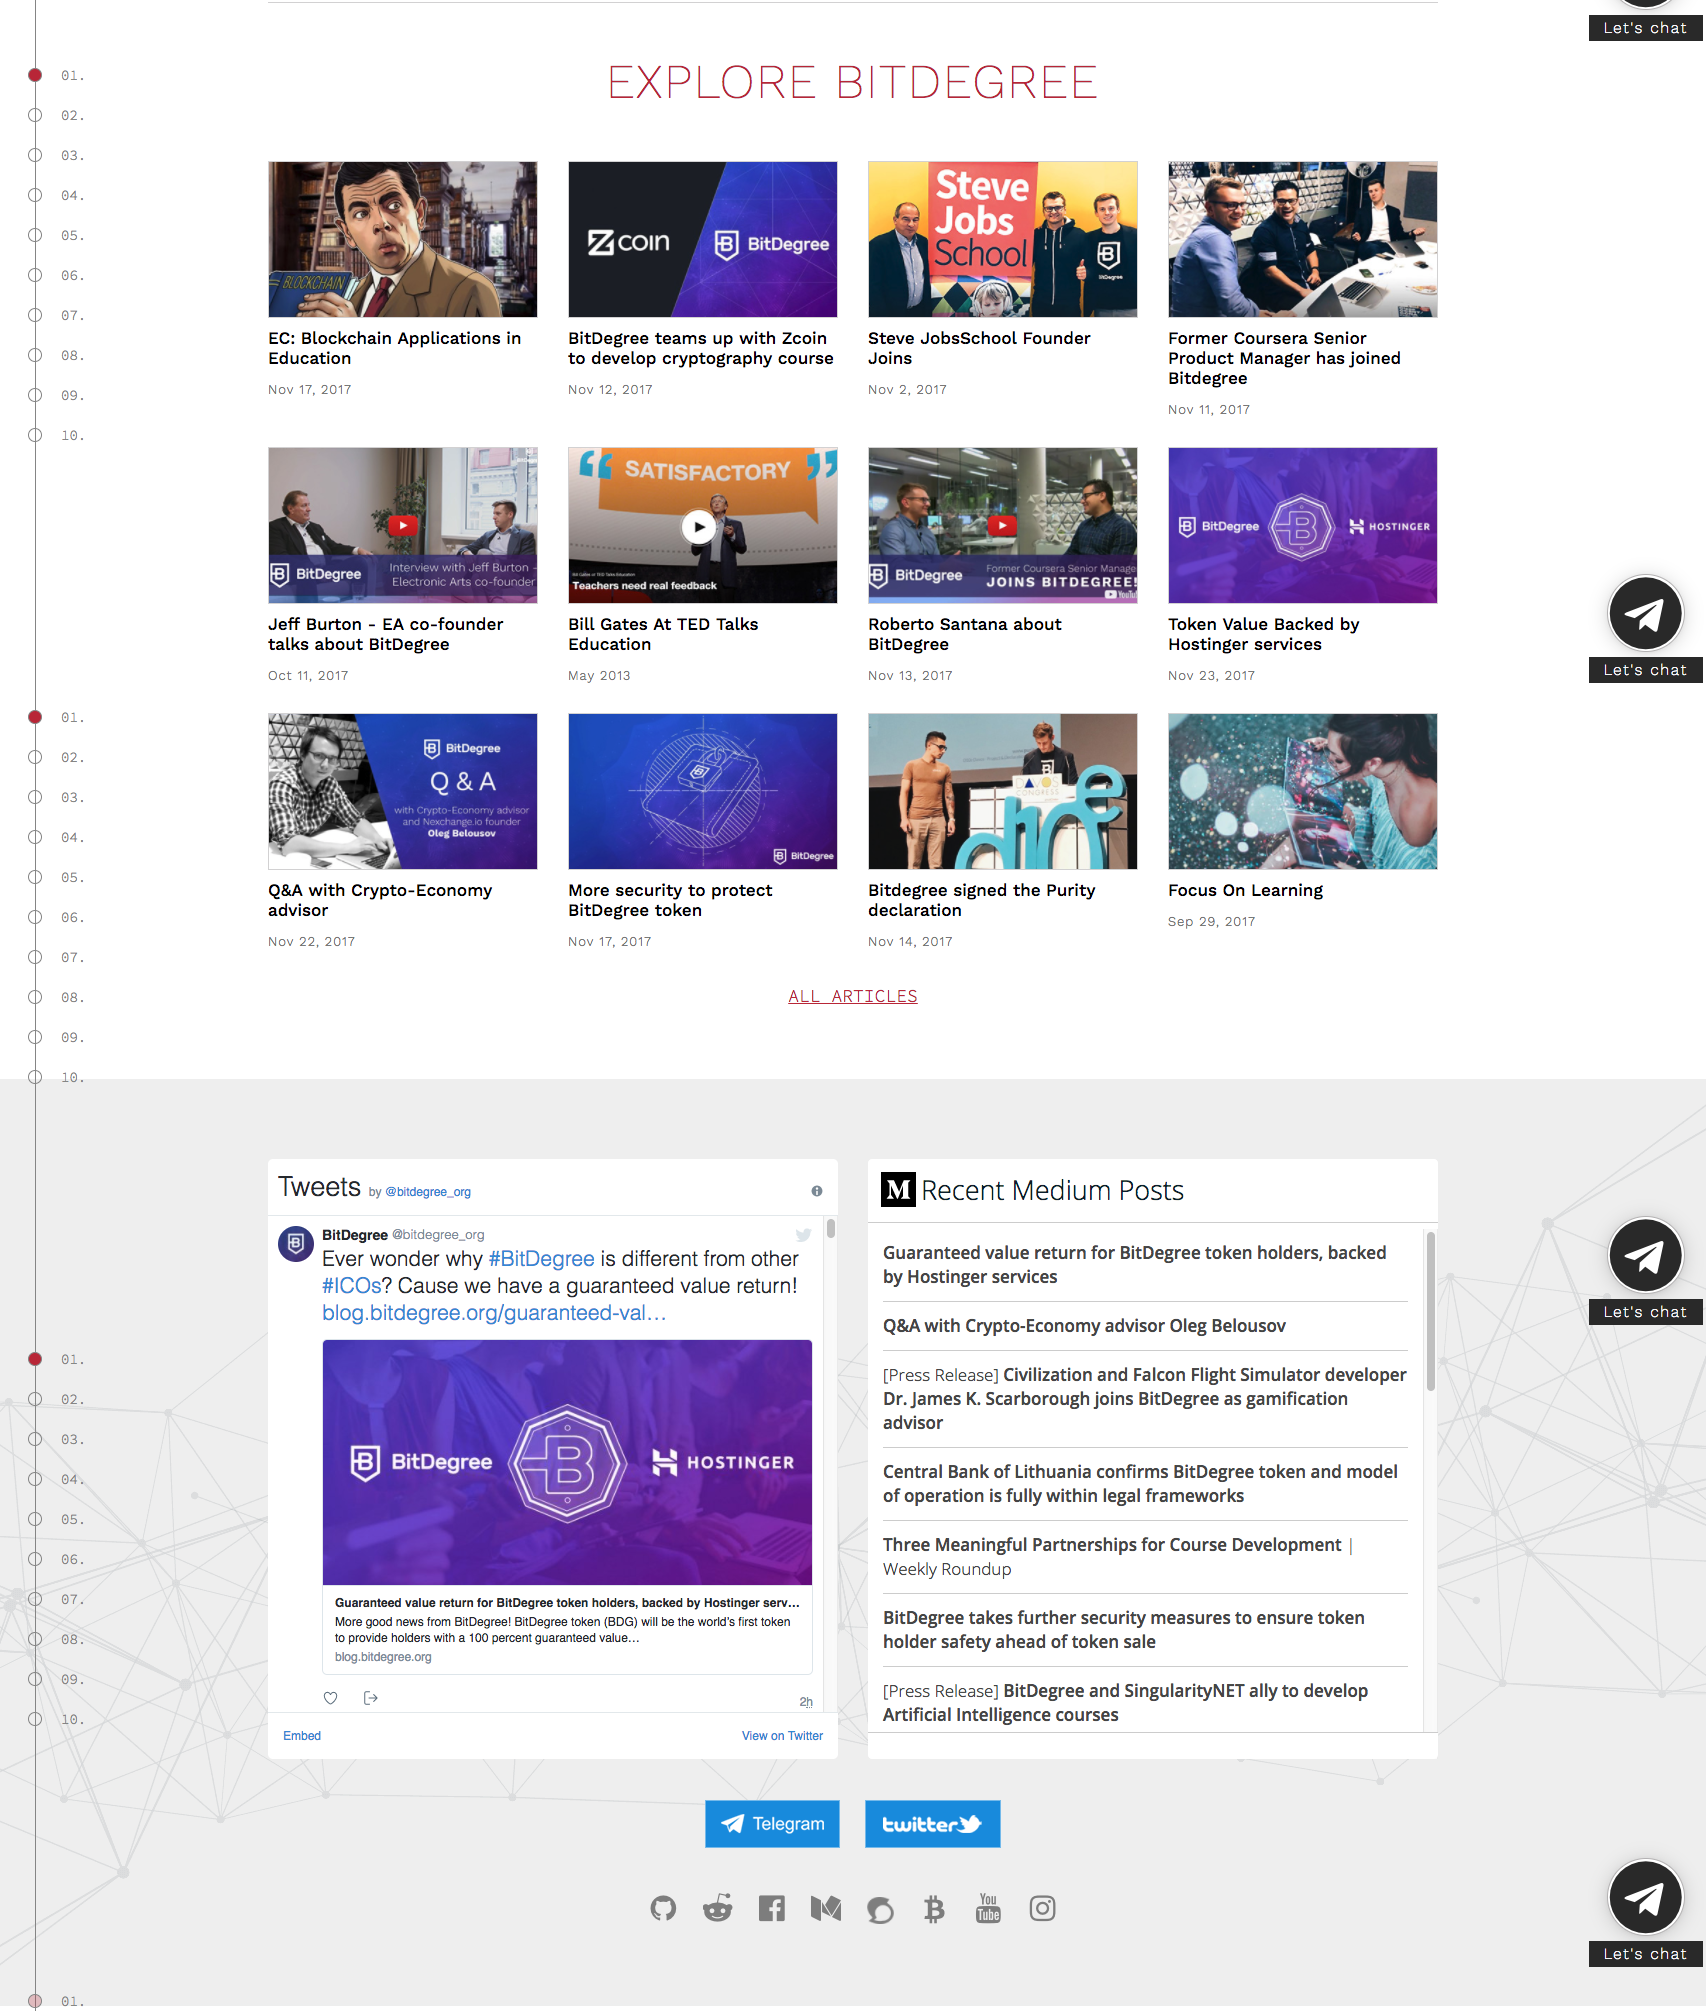 Let's chat
01.
02.
03.
04.
05.
06.
07.
08.
09.
10.
EXPLORE BITDEGREE
BLOCKCHAIN
EC: Blockchain Applications in
Education
Nov 17, 2017
Zcoin
BitDegree
BitDegree teams up with Zcoin
to develop cryptography course
Nov 12, 2017
Steve
Jobs
School
BitDegree
Steve JobsSchool Founder
Joins
Nov 2, 2017
Former Coursera Senior
Product Manager has joined
Bitdegree
Nov 11, 2017
BitDegree
Interview with Jeff Burton -
Electronic Arts co-founder
Jeff Burton - EA co-founder
talks about BitDegree
Oct 11, 2017
SATISFACTORY
Bill Gates at TED Talks Education
Teachers need real feedback
Bill Gates At TED Talks
Education
May 2013
BitDegree
Former Coursera Senior Manage
JOINS BITDEGREE!
YouTu
Roberto Santana about
BitDegree
Nov 13, 2017
BitDegree
HOSTINGER
Token Value Backed by
Hostinger services
Nov 23, 2017
Let's chat
01.
02.
03.
04.
05.
06.
07.
08.
09.
10.
BitDegree
Q & A
with Crypto-Economy advisor
and Nexchange.io founder
Oleg Belousov
Q&A with Crypto-Economy
advisor
Nov 22, 2017
BitDegree
More security to protect
BitDegree token
Nov 17, 2017
CONGRESS
Bitdegree signed the Purity
declaration
Nov 14, 2017
Focus On Learning
Sep 29, 2017
ALL ARTICLES
Tweets by @bitdegree_org
BitDegree @bitdegree_org
Ever wonder why #BitDegree is different from other
#ICOs? Cause we have a guaranteed value return!
blog.bitdegree.org/guaranteed-val…
BitDegree
HOSTINGER
Guaranteed value return for BitDegree token holders, backed by Hostinger serv...
More good news from BitDegree! BitDegree token (BDG) will be the world's first token
to provide holders with a 100 percent guaranteed value…
blog.bitdegree.org
2h
Embed
View on Twitter
M Recent Medium Posts
Guaranteed value return for BitDegree token holders, backed
by Hostinger services
Q&A with Crypto-Economy advisor Oleg Belousov
[Press Release] Civilization and Falcon Flight Simulator developer
Dr. James K. Scarborough joins BitDegree as gamification
advisor
Central Bank of Lithuania confirms BitDegree token and model
of operation is fully within legal frameworks
Three Meaningful Partnerships for Course Development |
Weekly Roundup
BitDegree takes further security measures to ensure token
holder safety ahead of token sale
[Press Release] BitDegree and SingularityNET ally to develop
Artificial Intelligence courses
Let's chat
01.
02.
03.
04.
05.
06.
07.
08.
09.
10.
Telegram
twitter
You
Tube
Let's chat
01.